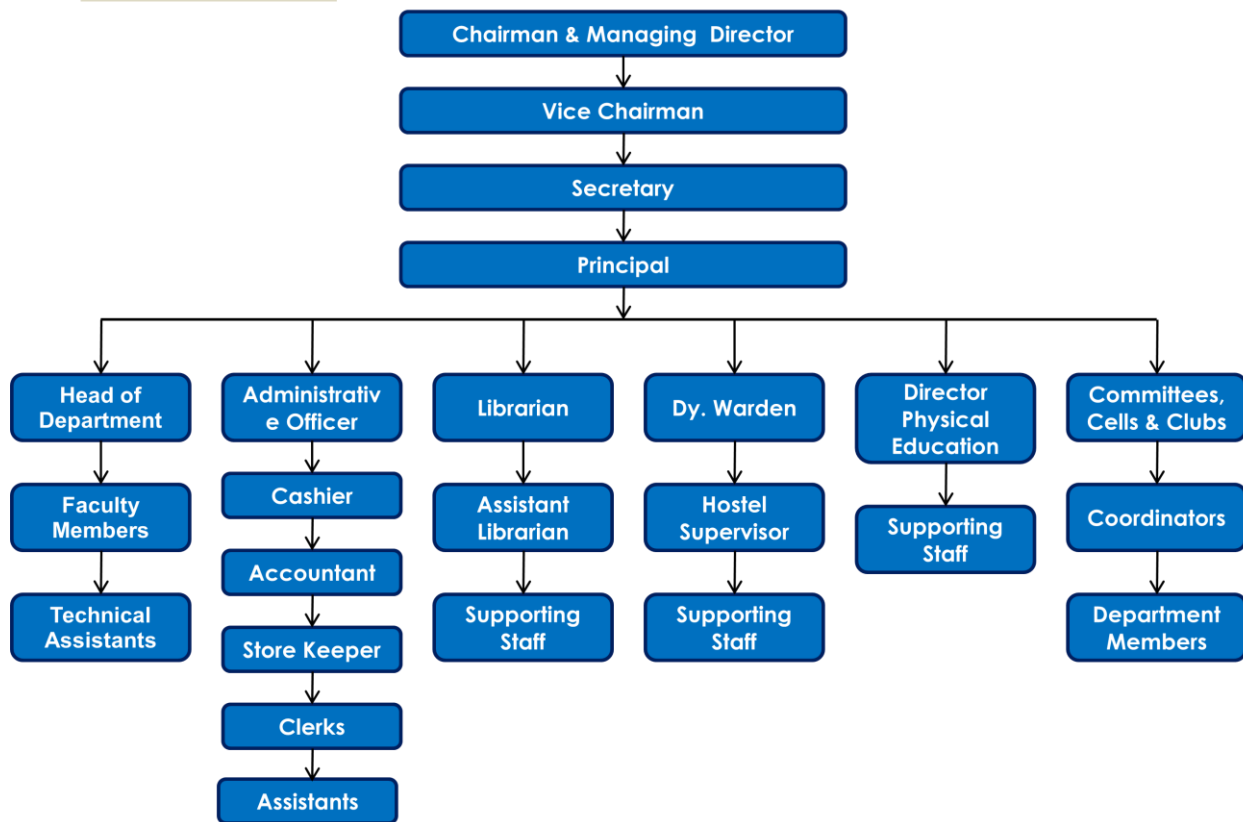 Chairman & Managing Director
Vice Chairman
Secretary
Principal
Head of
Department
Faculty
Members
Technical
Assistants
Administrativ
e Officer
Cashier
Accountant
Store Keeper
Clerks
Assistants
Librarian
Assistant
Librarian
Supporting
Staff
Dy. Warden
Hostel
Supervisor
Supporting
Staff
Director
Physical
Education
Supporting
Staff
Committees,
Cells & Clubs
Coordinators
Department
Members